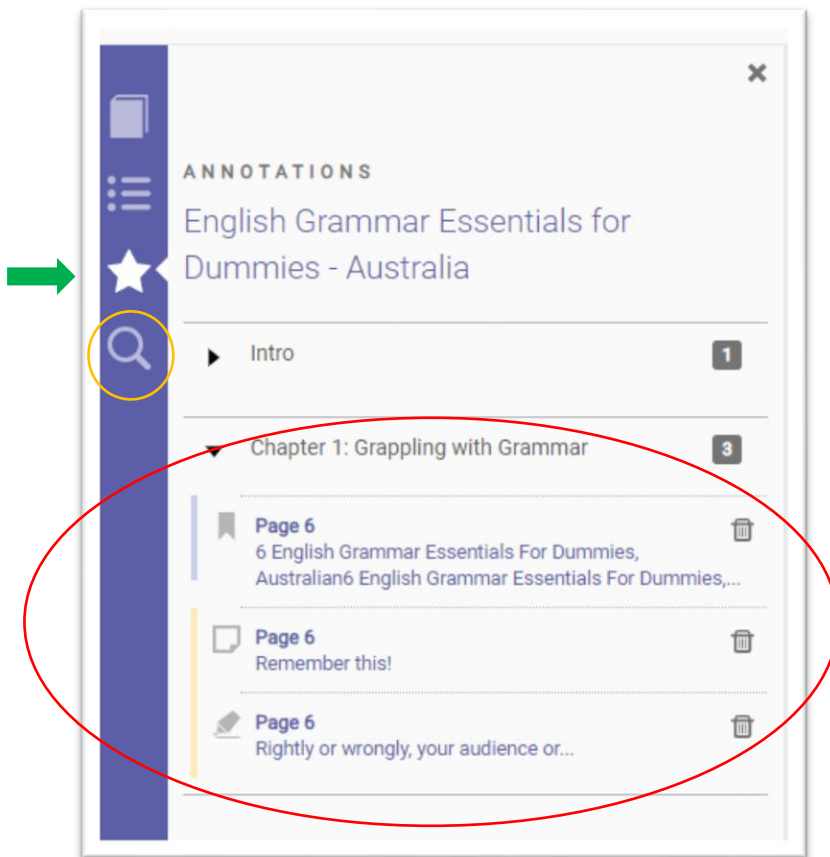 ANNOTATIONS
English Grammar Essentials for
Dummies - Australia
Intro
1
Chapter 1: Grappling with Grammar
3
Page 6
6 English Grammar Essentials For Dummies,
Australian6 English Grammar Essentials For Dummies,...
Page 6
Remember this!
Page 6
Rightly or wrongly, your audience or...